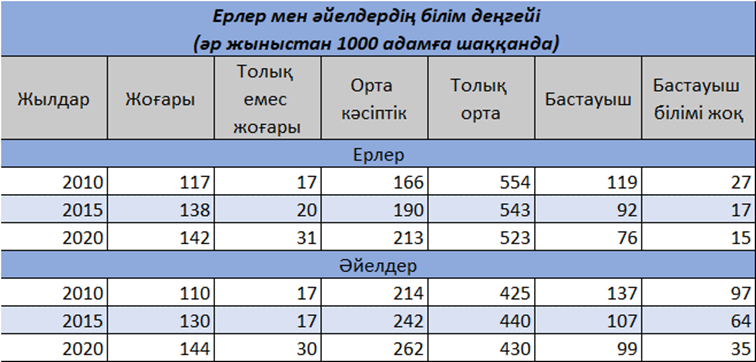 Ерлер мен әйелдердің білім деңгейі
(әр жыныстан 1000 адамға шаққанда)
Жылдар Жоғары Толық емес жоғары Орта кәсіптік Толық орта Бастауыш Бастауыш білімі жоқ
Ерлер
2010 117 17 166 554 119 27
2015 138 20 190 543 92 17
2020 142 31 213 523 76 15
Әйелдер
2010 110 17 214 425 137 97
2015 130 17 242 440 107 64
2020 144 30 262 430 99 35